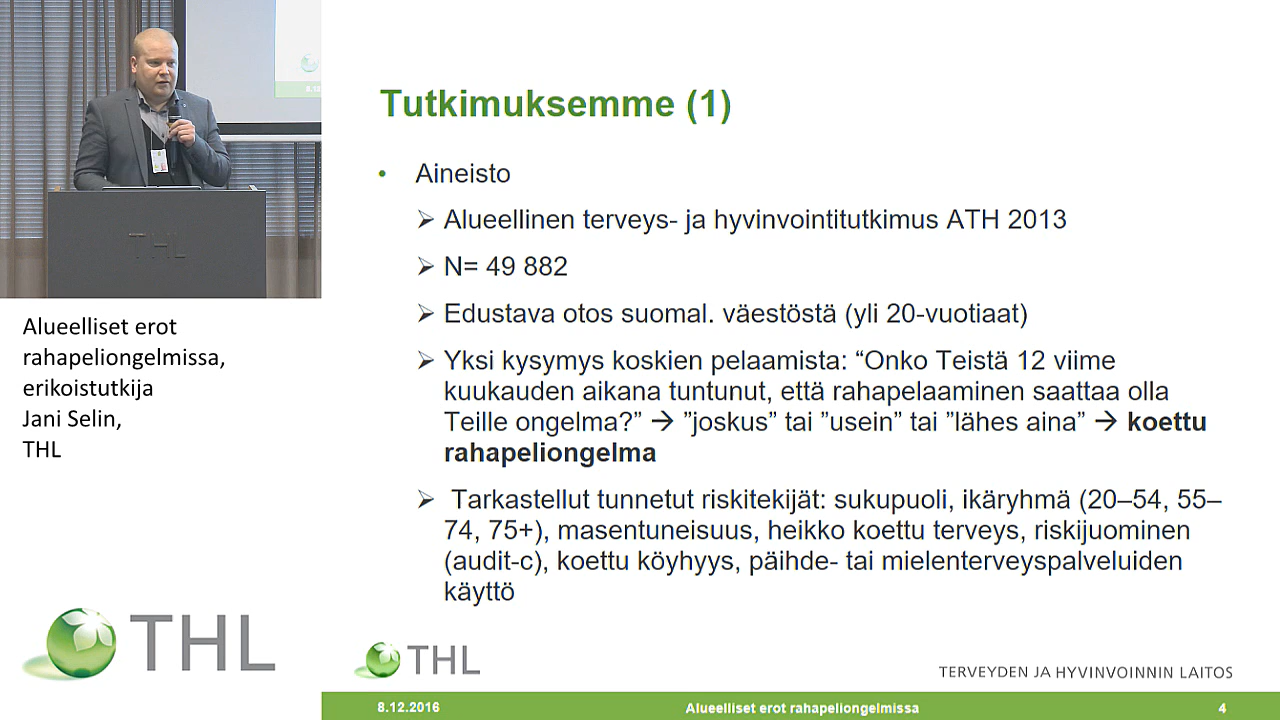 THL
Alueelliset erot
rahapeliongelmissa,
erikoistutkija
Jani Selin,
THL
THL
Tutkimuksemme (1)
• Aineisto
➢ Alueellinen terveys- ja hyvinvointitutkimus ATH 2013
➢ N= 49 882
➢ Edustava otos suomal. väestöstä (yli 20-vuotiaat)
➢ Yksi kysymys koskien pelaamista: “Onko Teistä 12 viime
kuukauden aikana tuntunut, että rahapelaaminen saattaa olla
Teille ongelma?” → ”joskus” tai ”usein” tai ”lähes aina” → koettu
rahapeliongelma
➢ Tarkastellut tunnetut riskitekijät: sukupuoli, ikäryhmä (20–54, 55–
74, 75+), masentuneisuus, heikko koettu terveys, riskijuominen
(audit-c), koettu köyhyys, päihde- tai mielenterveyspalveluiden
käyttö
THL
TERVEYDEN JA HYVINVOINNIN LAITOS
8.12.2016 Alueelliset erot rahapeliongelmissa 4